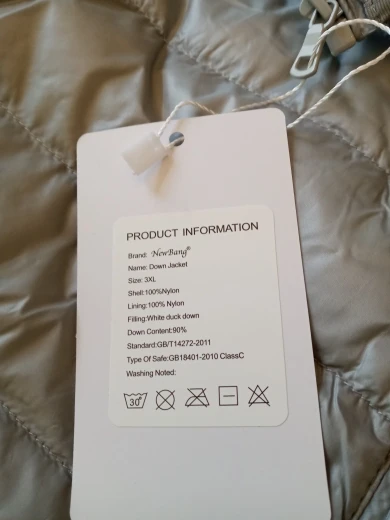 PRODUCT INFORMATION
Brand: NewBang®
Name: Down Jacket
Size: 3XL
Shell:100%Nylon
Lining:100% Nylon
Filling:White duck down
Down Content:90%
Standard:GB/T14272-2011
Type Of Safe:GB18401-2010 ClassC
Washing Noted:
30°